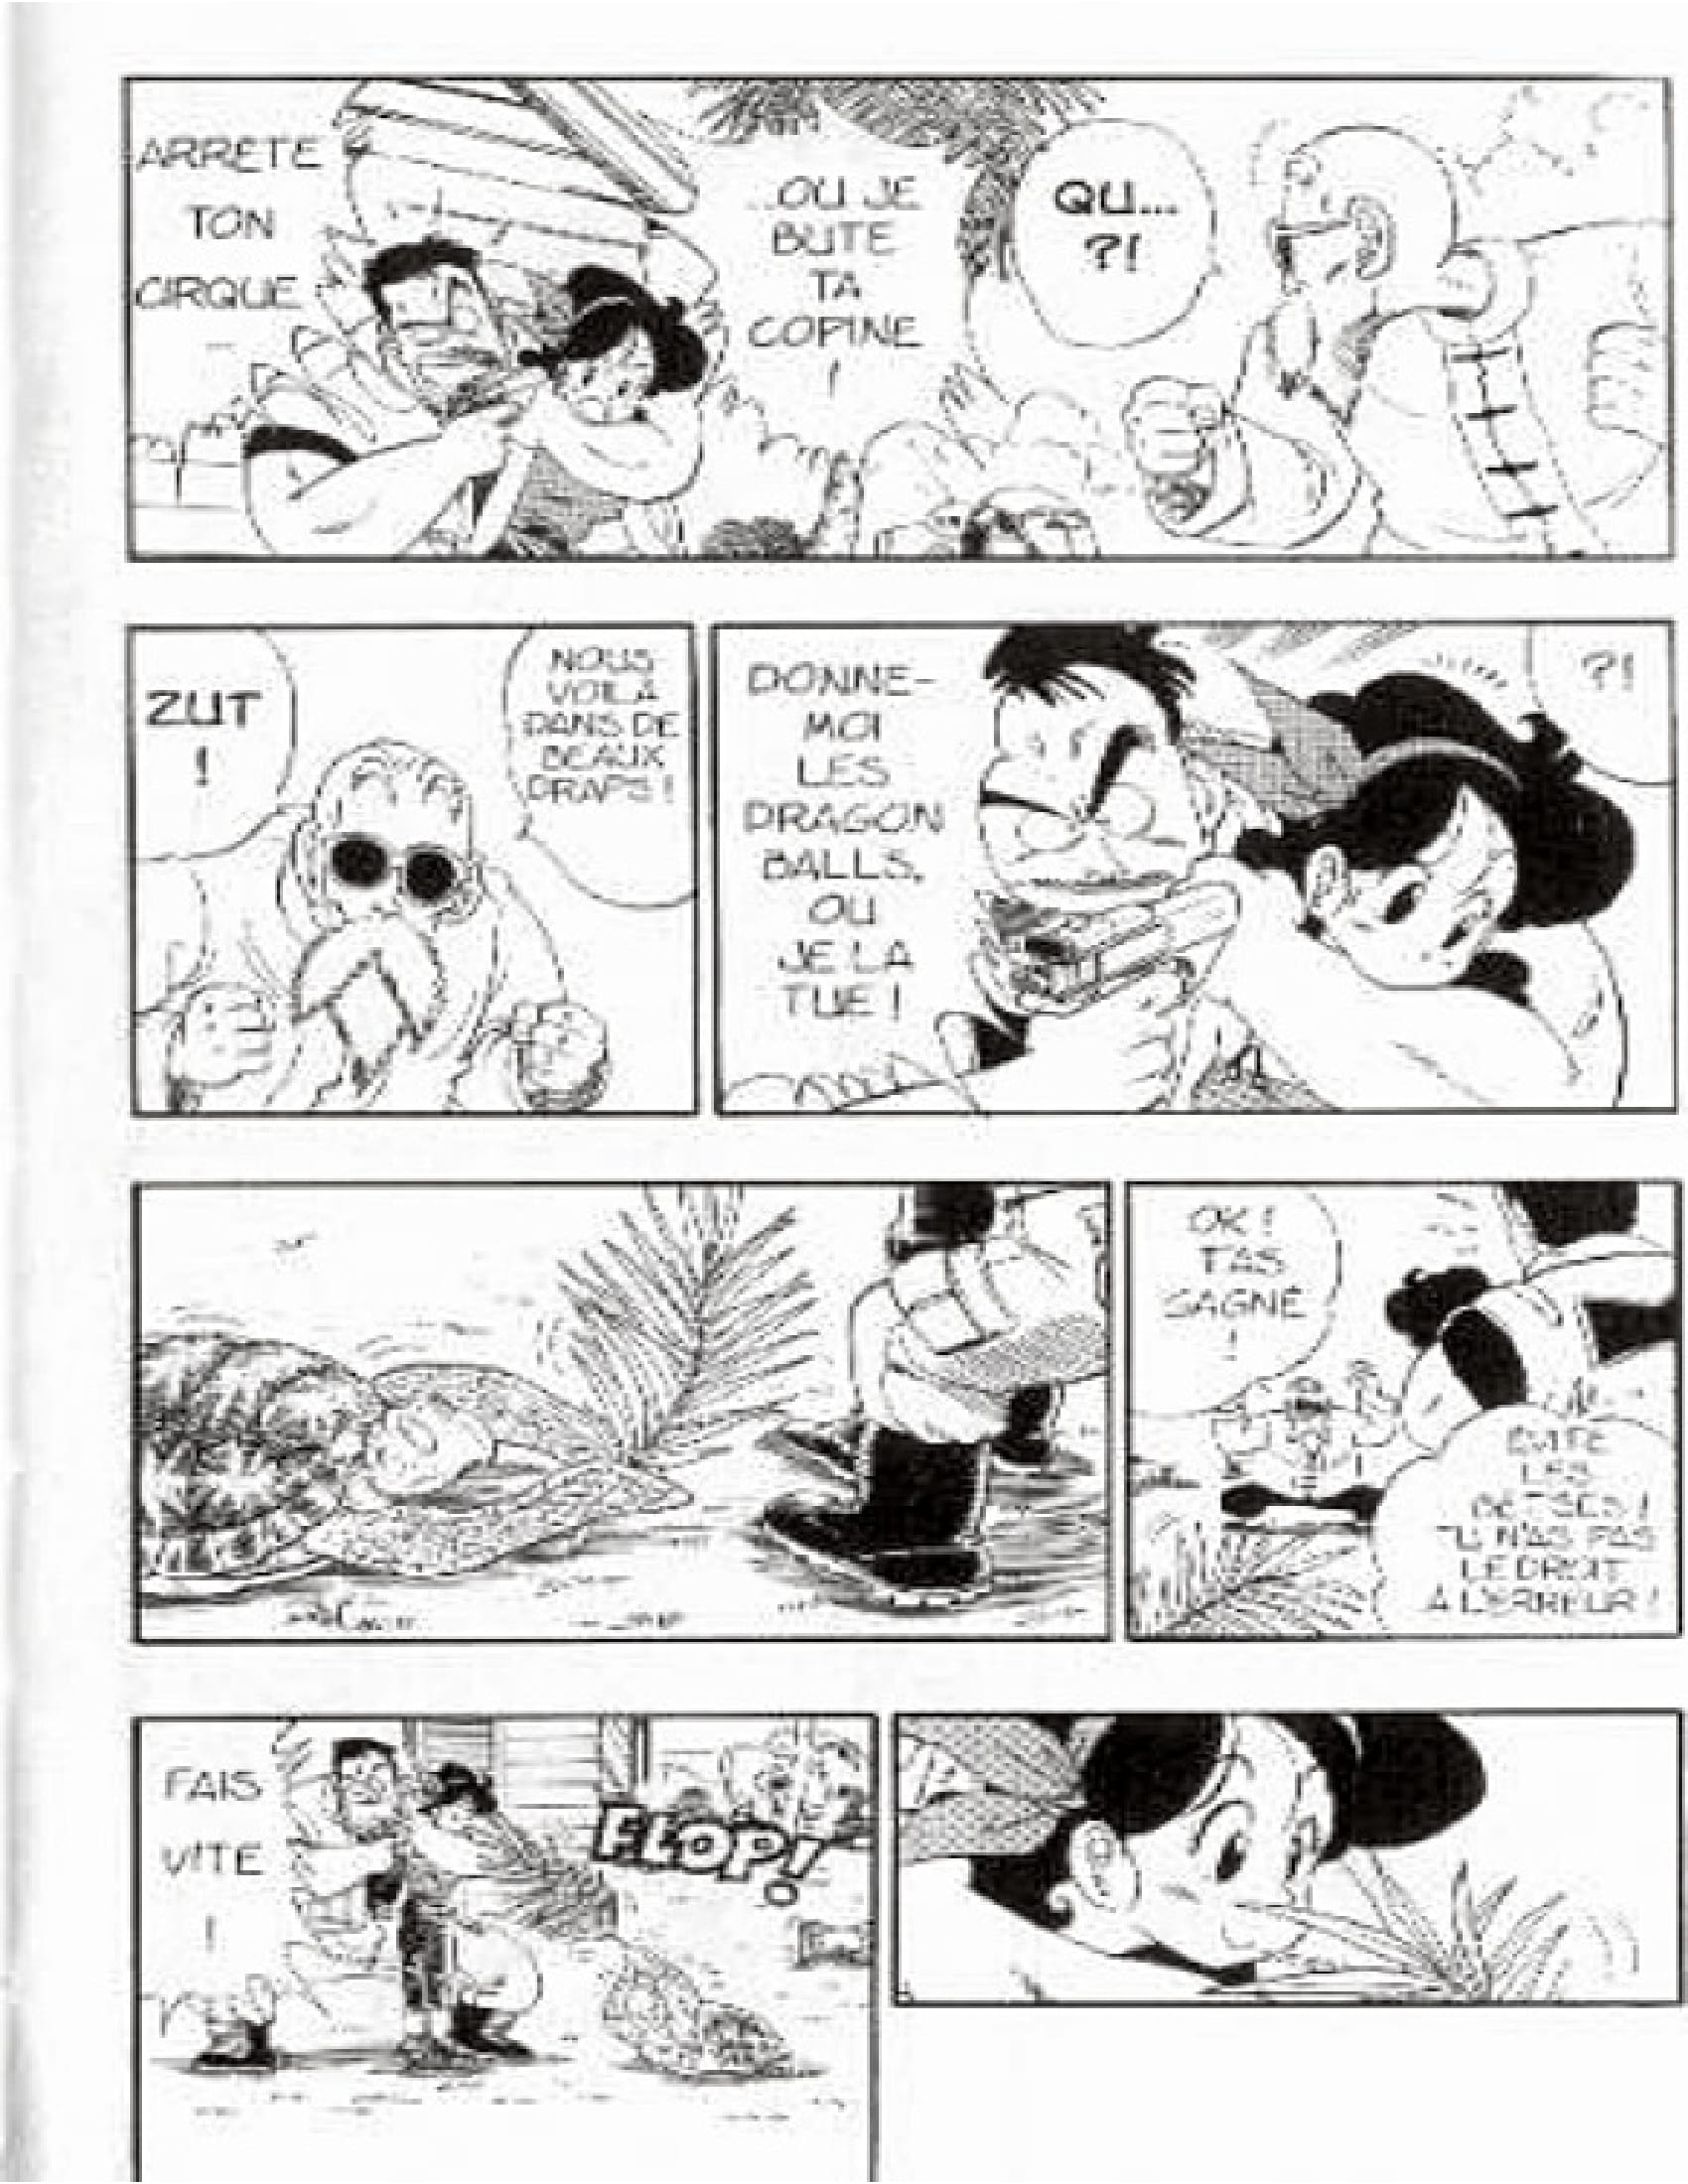 ARRETE
TON
CIRQUE
...OU JE
BUTE
TA
COPINE
!
QU...
?!
ZUT
!
NOUS
VOILÀ
DANS DE
BEAUX
DRAPS !
DONNE-
MOI
LES
DRAGON
BALLS,
OU
JE LA
TUE !
?!
OK !
T'AS
GAGNÉ
!
ÉVITE
LES
BÊTISES !
TU N'AS PAS
LE DROIT
À L'ERREUR !
FAIS
VITE
!
FLOP!